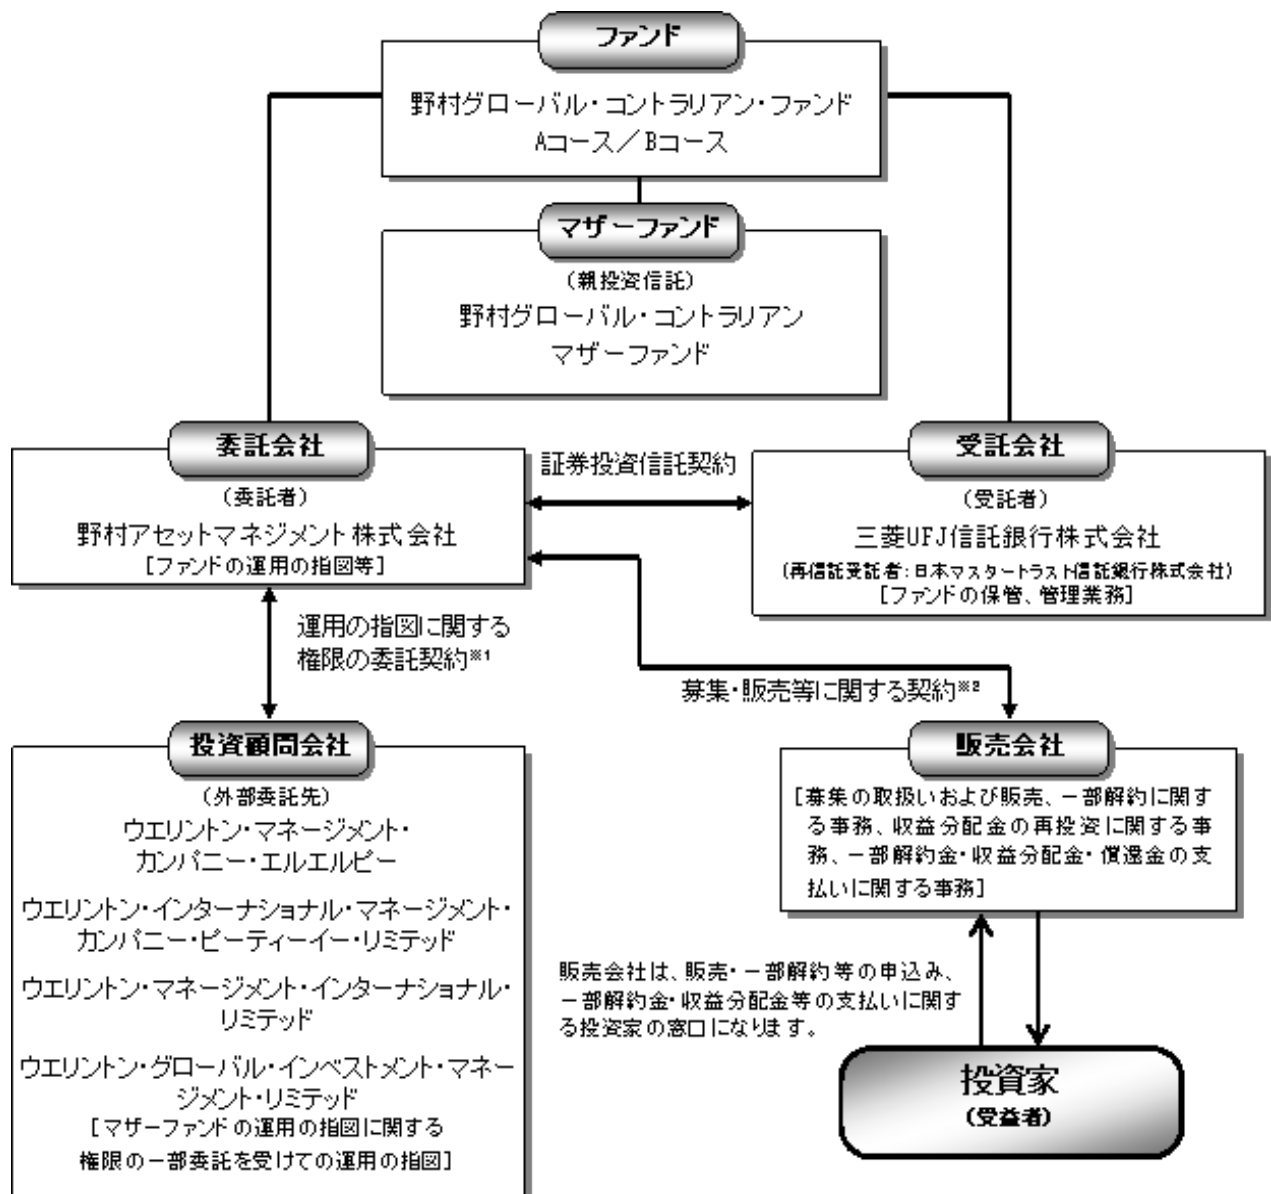 ファンド
野村グローバル・コントラリアン・ファンド
Aコース／Bコース
マザーファンド
（親投資信託）
野村グローバル・コントラリアン
マザーファンド
委託会社
（委託者）
野村アセットマネジメント株式会社
[ファンドの運用の指図等]
証券投資信託契約
受託会社
（受託者）
三菱UFJ信託銀行株式会社
（再信託受託者：日本マスタートラスト信託銀行株式会社）
[ファンドの保管、管理業務]
運用の指図に関する
権限の委託契約※1
募集・販売等に関する契約※2
投資顧問会社
（外部委託先）
ウエリントン・マネージメント・
カンパニー・エルエルピー
ウエリントン・インターナショナル・マネージメント・
カンパニー・ピーティーイー・リミテッド
ウエリントン・マネージメント・インターナショナル・
リミテッド
ウエリントン・グローバル・インベストメント・マネー
ジメント・リミテッド
[マザーファンドの運用の指図に関する
権限の一部委託を受けての運用の指図]
販売会社
[募集の取扱いおよび販売、一部解約に関す
る事務、収益分配金の再投資に関する事
務、一部解約金・収益分配金・償還金の支
払いに関する事務]
販売会社は、販売・一部解約等の申込み、
一部解約金・収益分配金等の支払いに関す
る投資家の窓口になります。
投資家
（受益者）